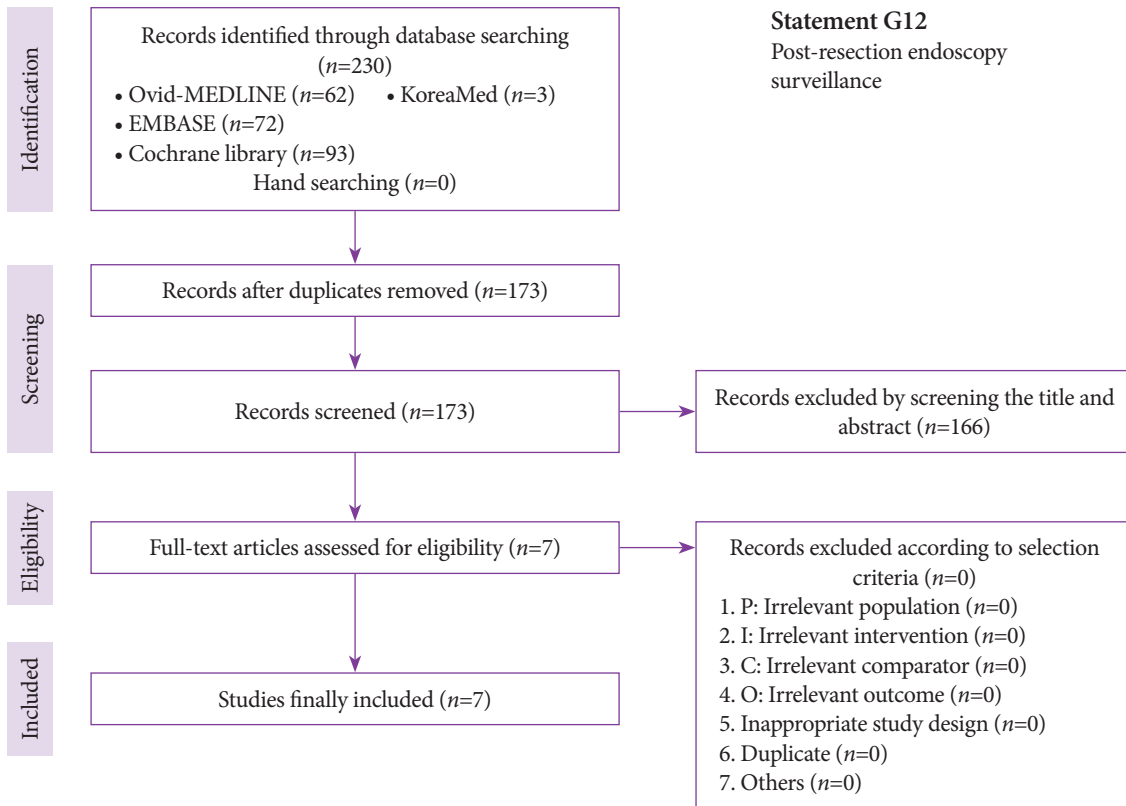 Statement G12
Post-resection endoscopy
surveillance
Identification
Records identified through database searching
(n=230)
• Ovid-MEDLINE (n=62) • KoreaMed (n=3)
• EMBASE (n=72)
• Cochrane library (n=93)
Hand searching (n=0)
Screening
Records after duplicates removed (n=173)
Records screened (n=173)
Records excluded by screening the title and
abstract (n=166)
Eligibility
Full-text articles assessed for eligibility (n=7)
Records excluded according to selection
criteria (n=0)
1. P: Irrelevant population (n=0)
2. I: Irrelevant intervention (n=0)
3. C: Irrelevant comparator (n=0)
4. O: Irrelevant outcome (n=0)
5. Inappropriate study design (n=0)
6. Duplicate (n=0)
7. Others (n=0)
Included
Studies finally included (n=7)